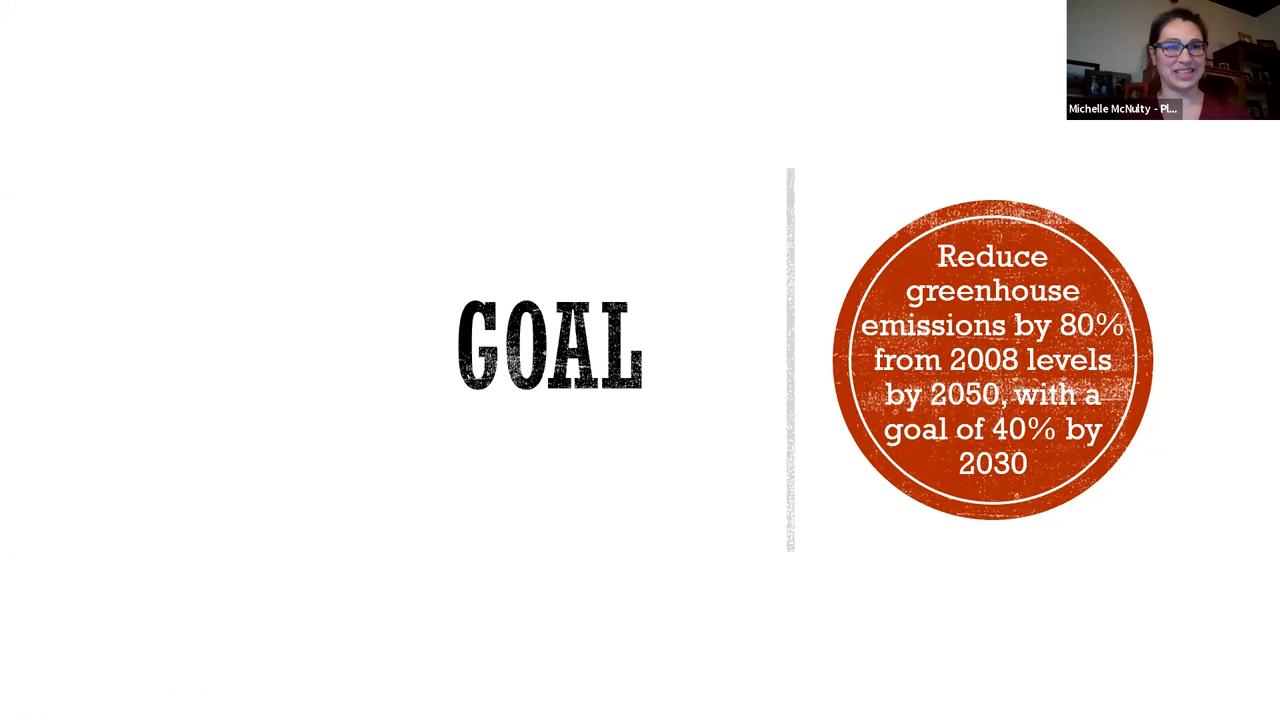 Michelle McNulty - Pl...
GOAL
Reduce
greenhouse
emissions by 80%
from 2008 levels
by 2050, with a
goal of 40% by
2030